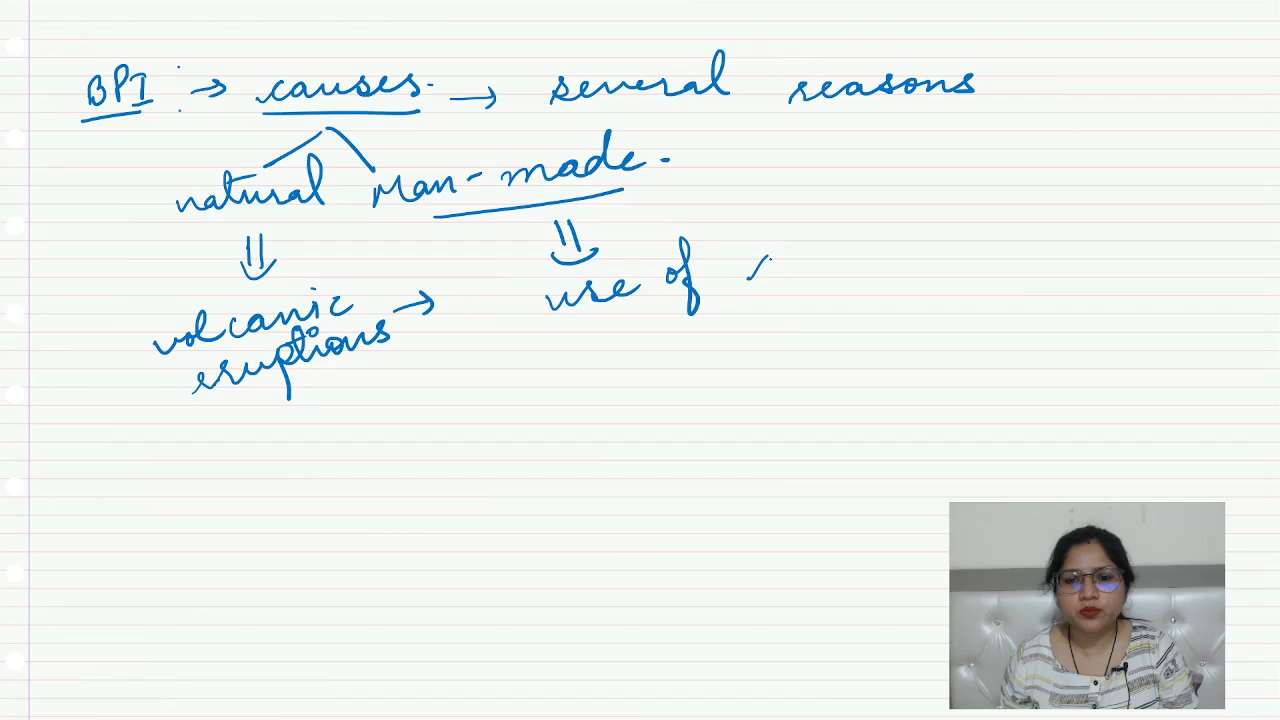 BPI : → causes. → several reasons
natural Man-made.
⇓ ⇓
volcanic → use of
eruptions